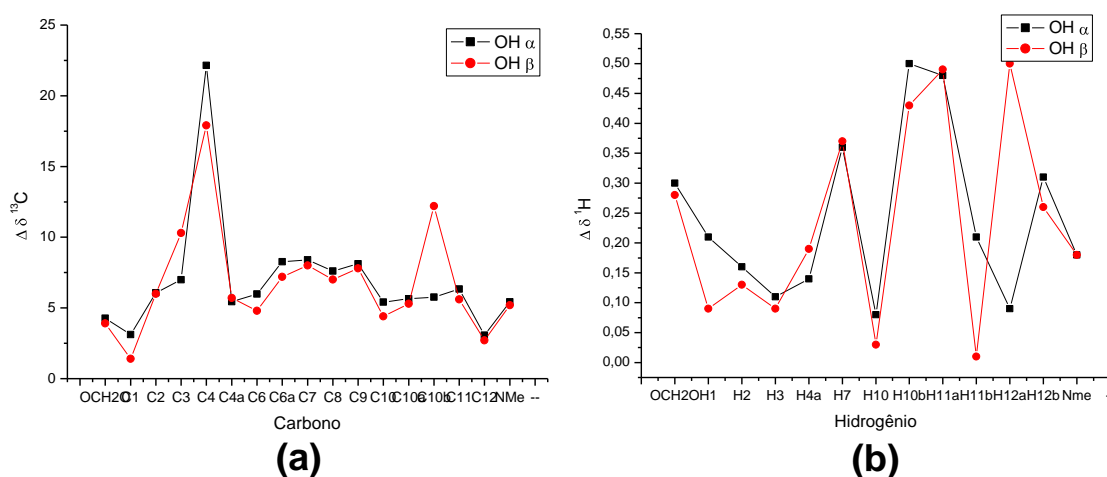 25
20
15
10
5
0
Δ δ ¹³C
OH α
OH β
OCH2O C1 C2 C3 C4 C4a C6 C6a C7 C8 C9 C10 C10a C10b C11 C12 NMe --
Carbono
(a)
0,55
0,50
0,45
0,40
0,35
0,30
0,25
0,20
0,15
0,10
0,05
0,00
Δ δ ¹H
OH α
OH β
OCH2O H1 H2 H3 H4a H7 H10 H10b H11a H11b H12a H12b Nme -
Hidrogênio
(b)